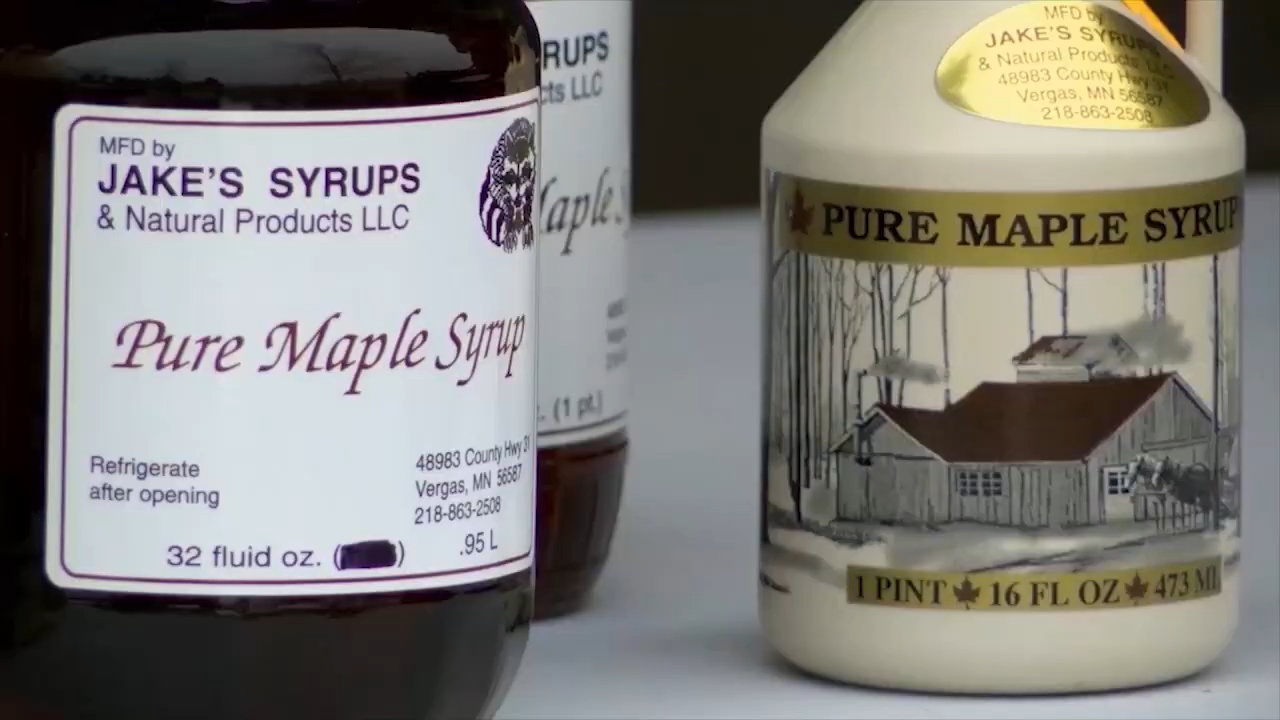 MFD by
JAKE'S SYRUPS
& Natural Products LLC
Pure Maple Syrup
Refrigerate
after opening
48983 County Hwy 31
Vergas, MN 56587
218-863-2508
32 fluid oz. ( )
.95 L
RUPS
cts LLC
Maple S
. (1 pt.)
MFD by
JAKE'S SYRUPS
& Natural Products LLC
48983 County Hwy 31
Vergas, MN 56587
218-863-2508
PURE MAPLE SYRUP
1 PINT 16 FL OZ 473 ML